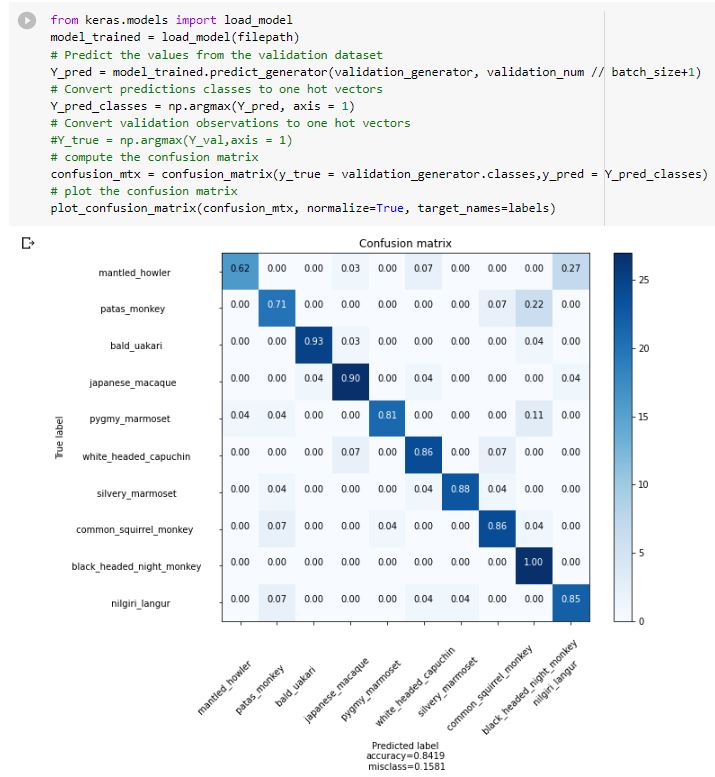 from keras.models import load_model
model_trained = load_model(filepath)
# Predict the values from the validation dataset
Y_pred = model_trained.predict_generator(validation_generator, validation_num // batch_size+1)
# Convert predictions classes to one hot vectors
Y_pred_classes = np.argmax(Y_pred, axis = 1)
# Convert validation observations to one hot vectors
#Y_true = np.argmax(Y_val,axis = 1)
# compute the confusion matrix
confusion_mtx = confusion_matrix(y_true = validation_generator.classes,y_pred = Y_pred_classes)
# plot the confusion matrix
plot_confusion_matrix(confusion_mtx, normalize=True, target_names=labels)
Confusion matrix
True label
mantled_howler 0.62 0.00 0.00 0.03 0.00 0.07 0.00 0.00 0.00 0.27
patas_monkey 0.00 0.71 0.00 0.00 0.00 0.00 0.00 0.07 0.22 0.00
bald_uakari 0.00 0.00 0.93 0.03 0.00 0.00 0.00 0.00 0.04 0.00
japanese_macaque 0.00 0.00 0.04 0.90 0.00 0.04 0.00 0.00 0.00 0.04
pygmy_marmoset 0.04 0.04 0.00 0.00 0.81 0.00 0.00 0.00 0.11 0.00
white_headed_capuchin 0.00 0.00 0.00 0.07 0.00 0.86 0.00 0.07 0.00 0.00
silvery_marmoset 0.00 0.04 0.00 0.00 0.00 0.04 0.88 0.04 0.00 0.00
common_squirrel_monkey 0.00 0.07 0.00 0.00 0.04 0.00 0.00 0.86 0.04 0.00
black_headed_night_monkey 0.00 0.00 0.00 0.00 0.00 0.00 0.00 0.00 1.00 0.00
nilgiri_langur 0.00 0.07 0.00 0.00 0.00 0.04 0.04 0.00 0.00 0.85
25
20
15
10
5
0
mantled_howler
patas_monkey
bald_uakari
japanese_macaque
pygmy_marmoset
white_headed_capuchin
silvery_marmoset
common_squirrel_monkey
black_headed_night_monkey
nilgiri_langur
Predicted label
accuracy=0.8419
misclass=0.1581